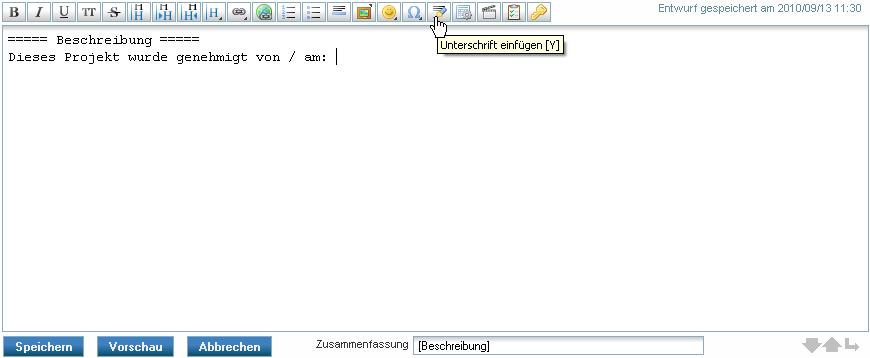 B I U TT S H H H H H H H Ω
Entwurf gespeichert am 2010/09/13 11:30
Unterschrift einfügen [Y]
===== Beschreibung =====
Dieses Projekt wurde genehmigt von / am:
Speichern Vorschau Abbrechen Zusammenfassung [Beschreibung]